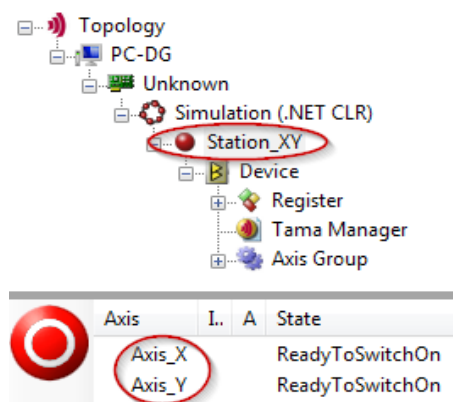 Topology
PC-DG
Unknown
Simulation (.NET CLR)
Station_XY
Device
Register
Tama Manager
Axis Group
Axis I.. A State
Axis_X ReadyToSwitchOn
Axis_Y ReadyToSwitchOn